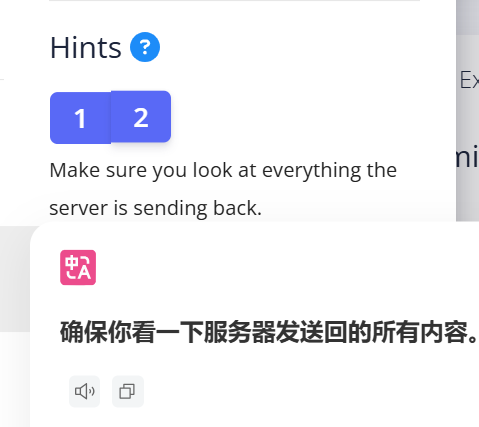 Hints ?
1 2
Make sure you look at everything the
server is sending back.
Ex
mi
中A
确保你看一下服务器发送回的所有内容。